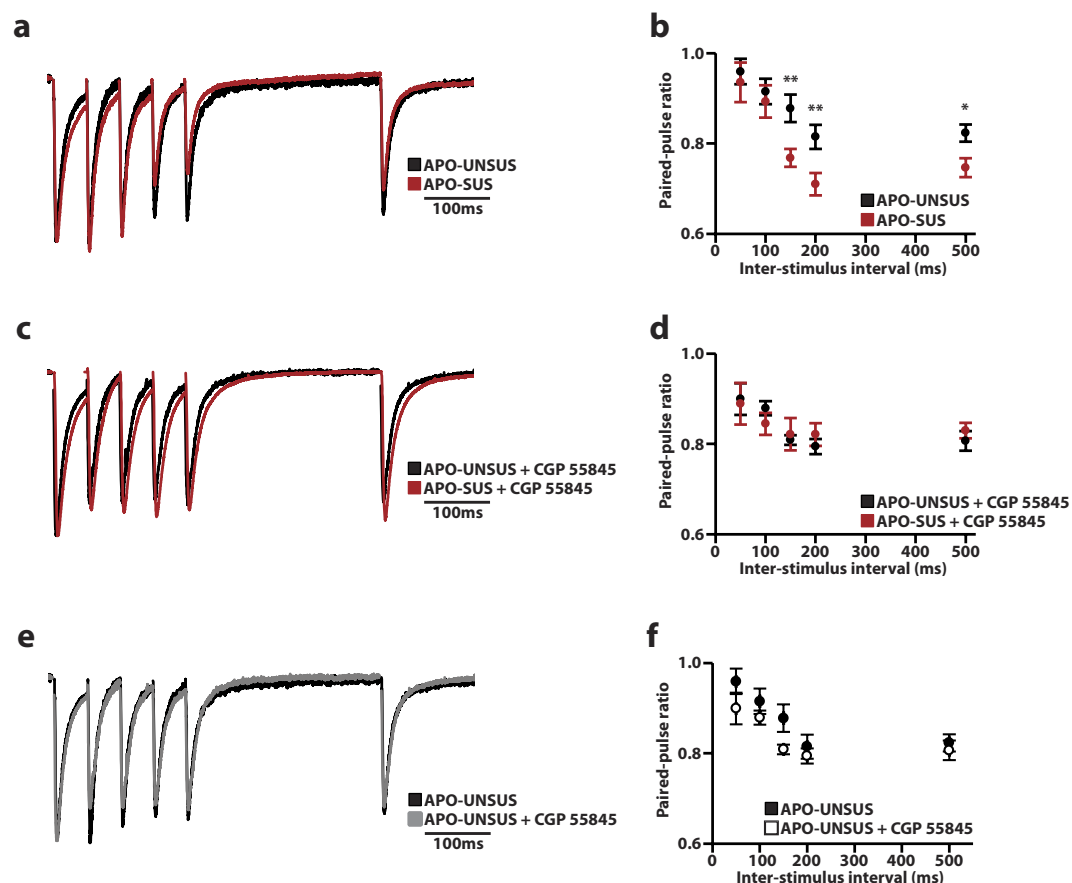 a
APO-UNSUS
APO-SUS
100ms
b
Paired-pulse ratio
1.0
0.8
0.6
** ** *
APO-UNSUS
APO-SUS
0 100 200 300 400 500
Inter-stimulus interval (ms)
c
APO-UNSUS + CGP 55845
APO-SUS + CGP 55845
100ms
d
Paired-pulse ratio
1.0
0.8
0.6
APO-UNSUS + CGP 55845
APO-SUS + CGP 55845
0 100 200 300 400 500
Inter-stimulus interval (ms)
e
APO-UNSUS
APO-UNSUS + CGP 55845
100ms
f
Paired-pulse ratio
1.0
0.8
0.6
APO-UNSUS
APO-UNSUS + CGP 55845
0 100 200 300 400 500
Inter-stimulus interval (ms)